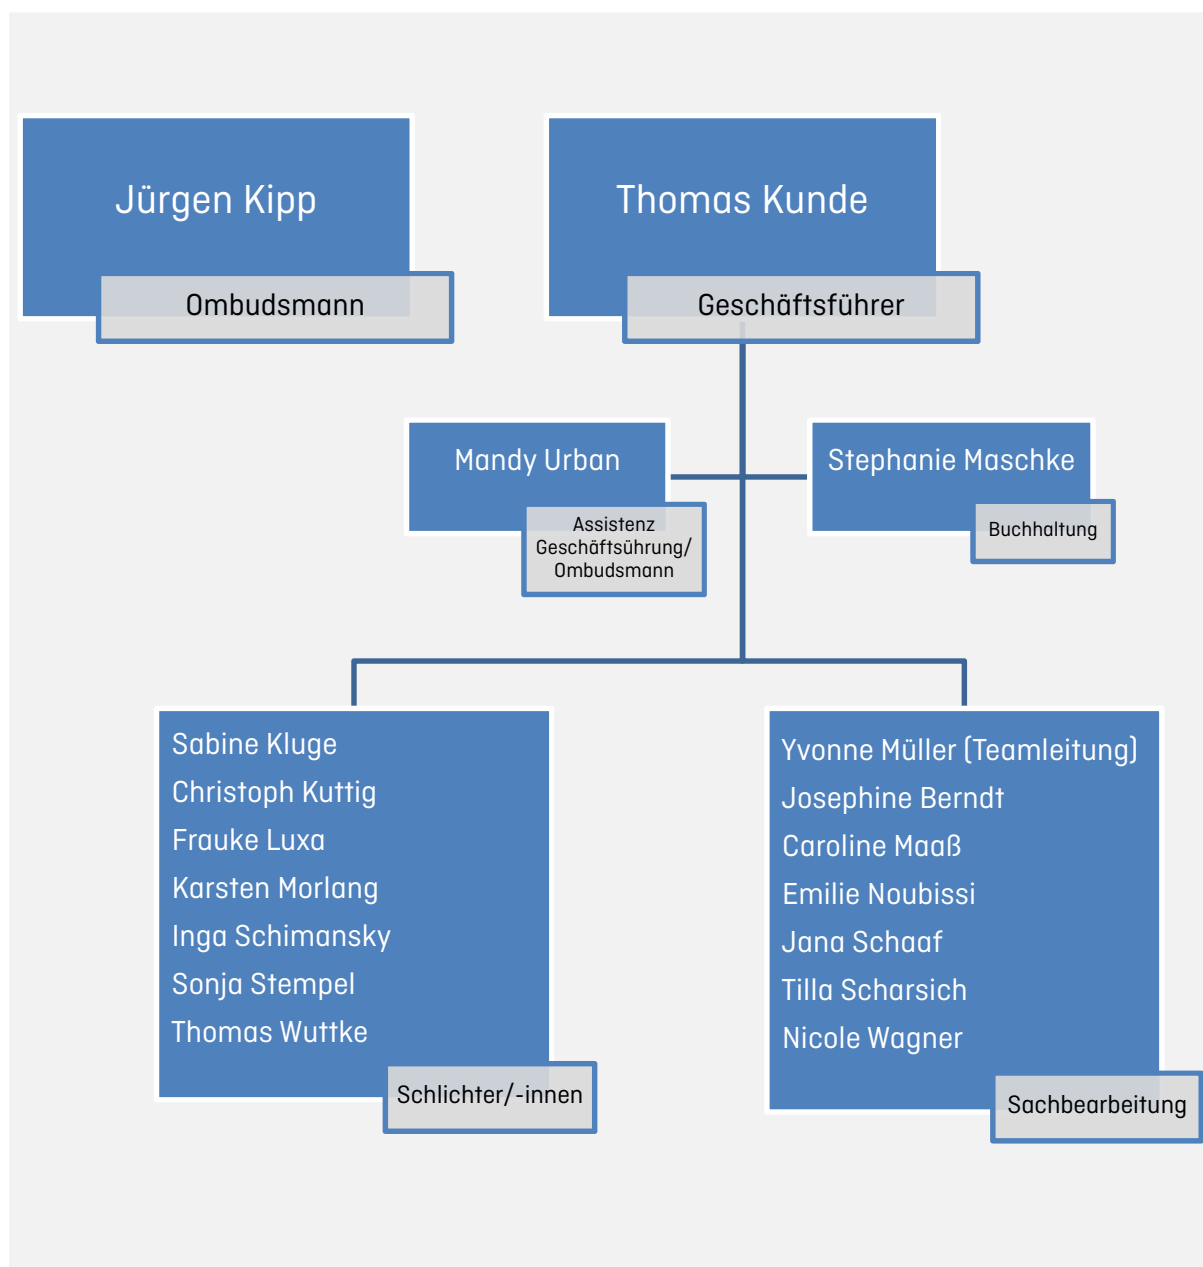 Jürgen Kipp
Ombudsmann
Thomas Kunde
Geschäftsführer
Mandy Urban
Assistenz
Geschäftsührung/
Ombudsmann
Stephanie Maschke
Buchhaltung
Sabine Kluge
Christoph Kuttig
Frauke Luxa
Karsten Morlang
Inga Schimansky
Sonja Stempel
Thomas Wuttke
Schlichter/-innen
Yvonne Müller (Teamleitung)
Josephine Berndt
Caroline Maaß
Emilie Noubissi
Jana Schaaf
Tilla Scharsich
Nicole Wagner
Sachbearbeitung